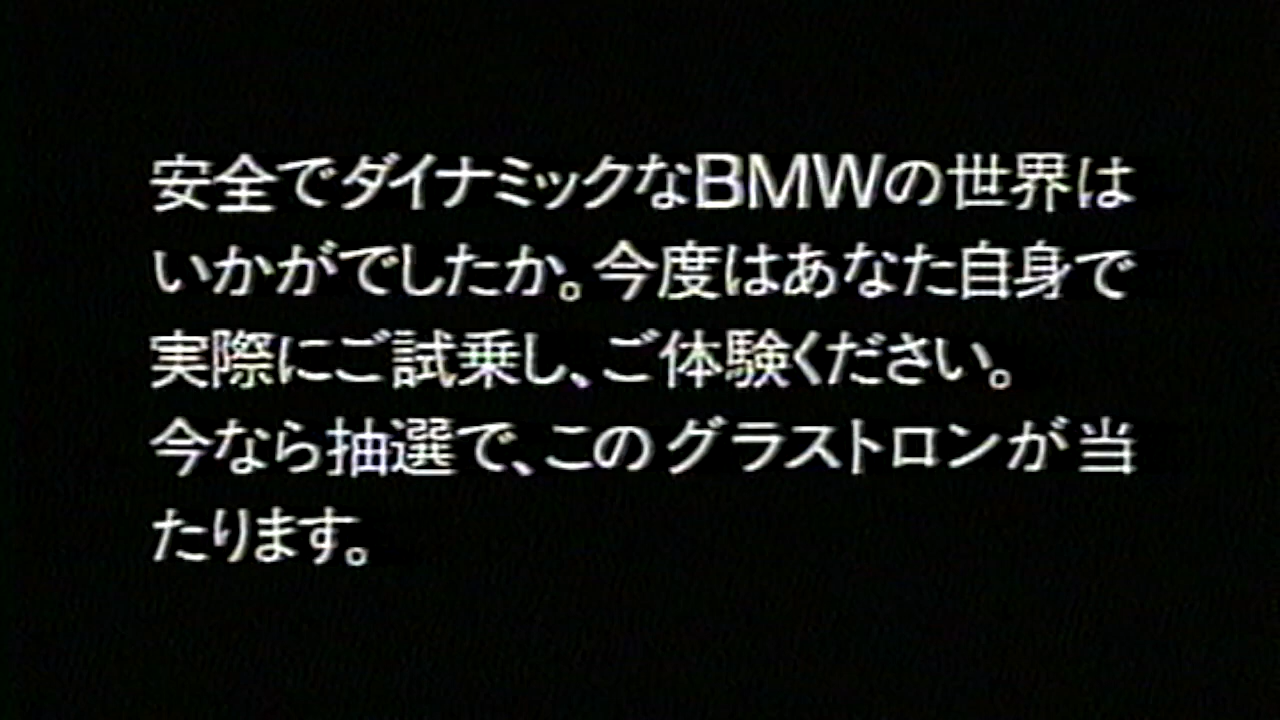 安全でダイナミックなBMWの世界は
いかがでしたか。今度はあなた自身で
実際にご試乗し、ご体験ください。
今なら抽選で、このグラストロンが当
たります。